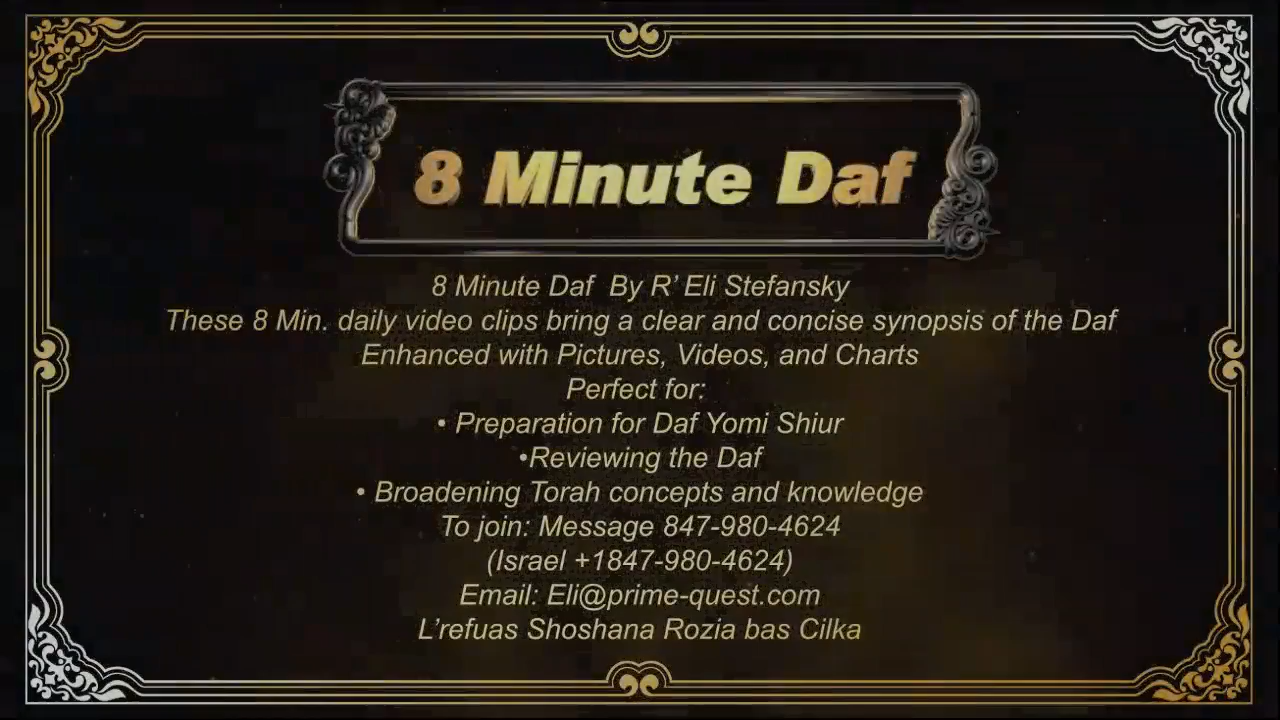 8 Minute Daf
8 Minute Daf By R' Eli Stefansky
These 8 Min. daily video clips bring a clear and concise synopsis of the Daf
Enhanced with Pictures, Videos, and Charts
Perfect for:
• Preparation for Daf Yomi Shiur
•Reviewing the Daf
• Broadening Torah concepts and knowledge
To join: Message 847-980-4624
(Israel +1847-980-4624)
Email: Eli@prime-quest.com
L'refuas Shoshana Rozia bas Cilka